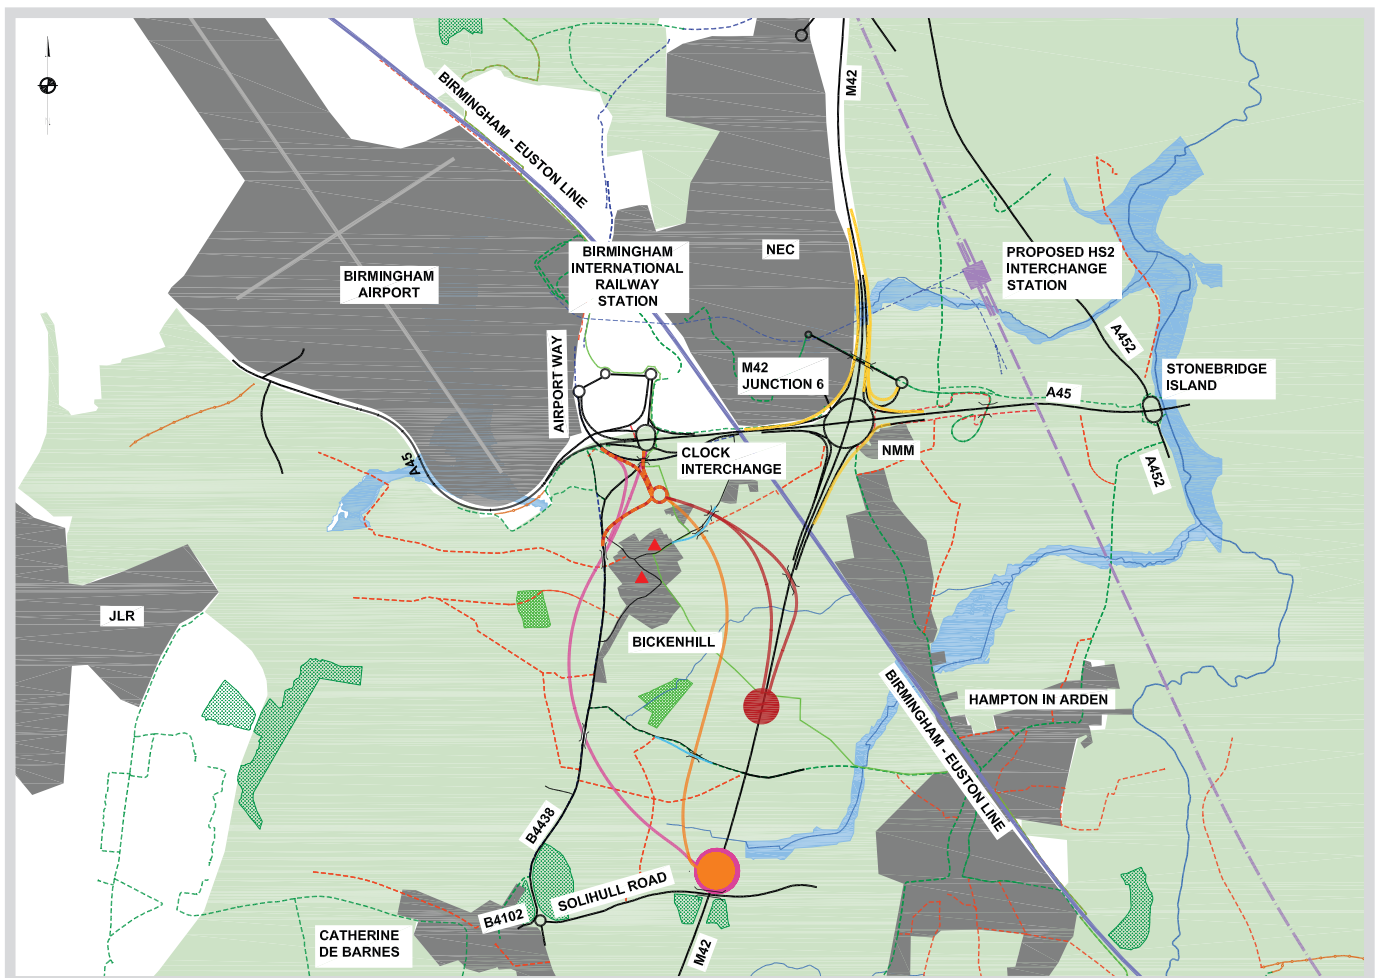 M42
BIRMINGHAM - EUSTON LINE
BIRMINGHAM
INTERNATIONAL
RAILWAY
STATION
NEC
PROPOSED HS2
INTERCHANGE
STATION
BIRMINGHAM
AIRPORT
A452
AIRPORT WAY
M42
JUNCTION 6
STONEBRIDGE
ISLAND
A45
A45
CLOCK
INTERCHANGE
NMM
A452
JLR
BICKENHILL
HAMPTON IN ARDEN
BIRMINGHAM - EUSTON LINE
B4438
SOLIHULL ROAD
B4102
CATHERINE
DE BARNES
M42